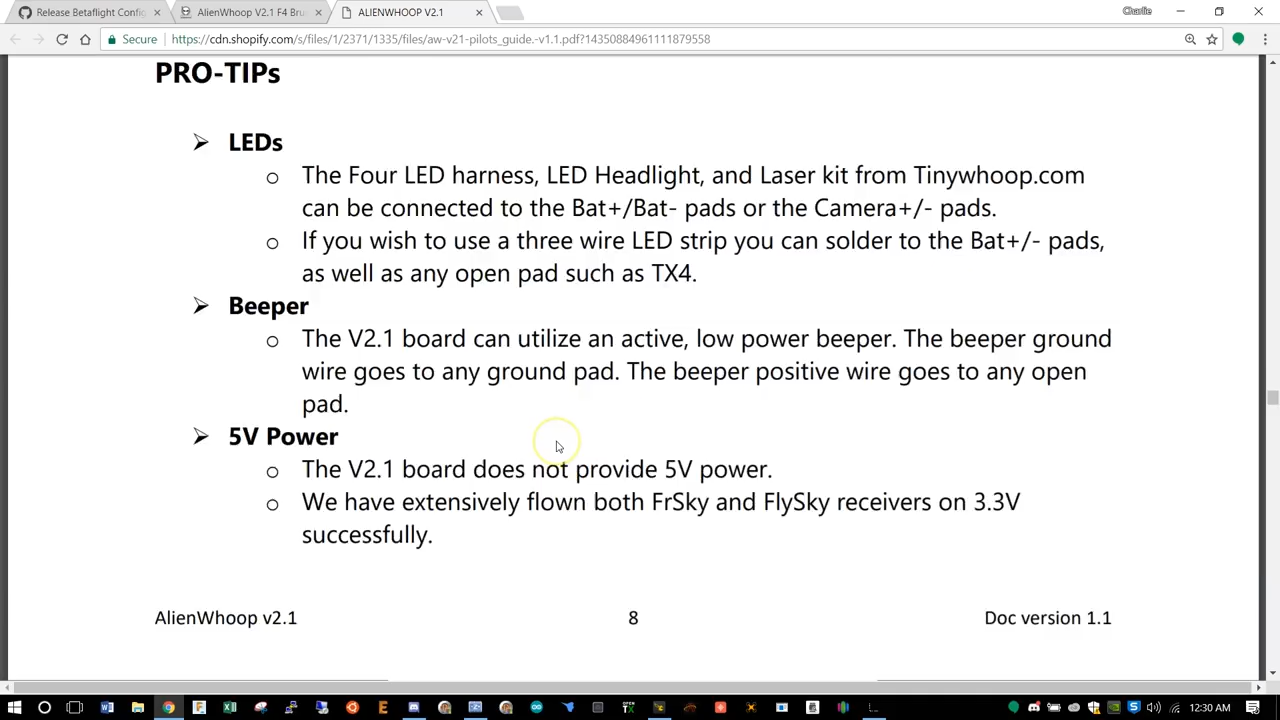 Release Betaflight Config
AlienWhoop V2.1 F4 Bru
ALIENWHOOP V2.1
Charlie
Secure
https://cdn.shopify.com/s/files/1/2371/1335/files/aw-v21-pilots_guide.-v1.1.pdf?14350884961111879558
PRO-TIPs
LEDs
The Four LED harness, LED Headlight, and Laser kit from Tinywhoop.com
can be connected to the Bat+/Bat- pads or the Camera+/- pads.
If you wish to use a three wire LED strip you can solder to the Bat+/- pads,
as well as any open pad such as TX4.
Beeper
The V2.1 board can utilize an active, low power beeper. The beeper ground
wire goes to any ground pad. The beeper positive wire goes to any open
pad.
5V Power
The V2.1 board does not provide 5V power.
We have extensively flown both FrSky and FlySky receivers on 3.3V
successfully.
AlienWhoop v2.1 8 Doc version 1.1
12:30 AM